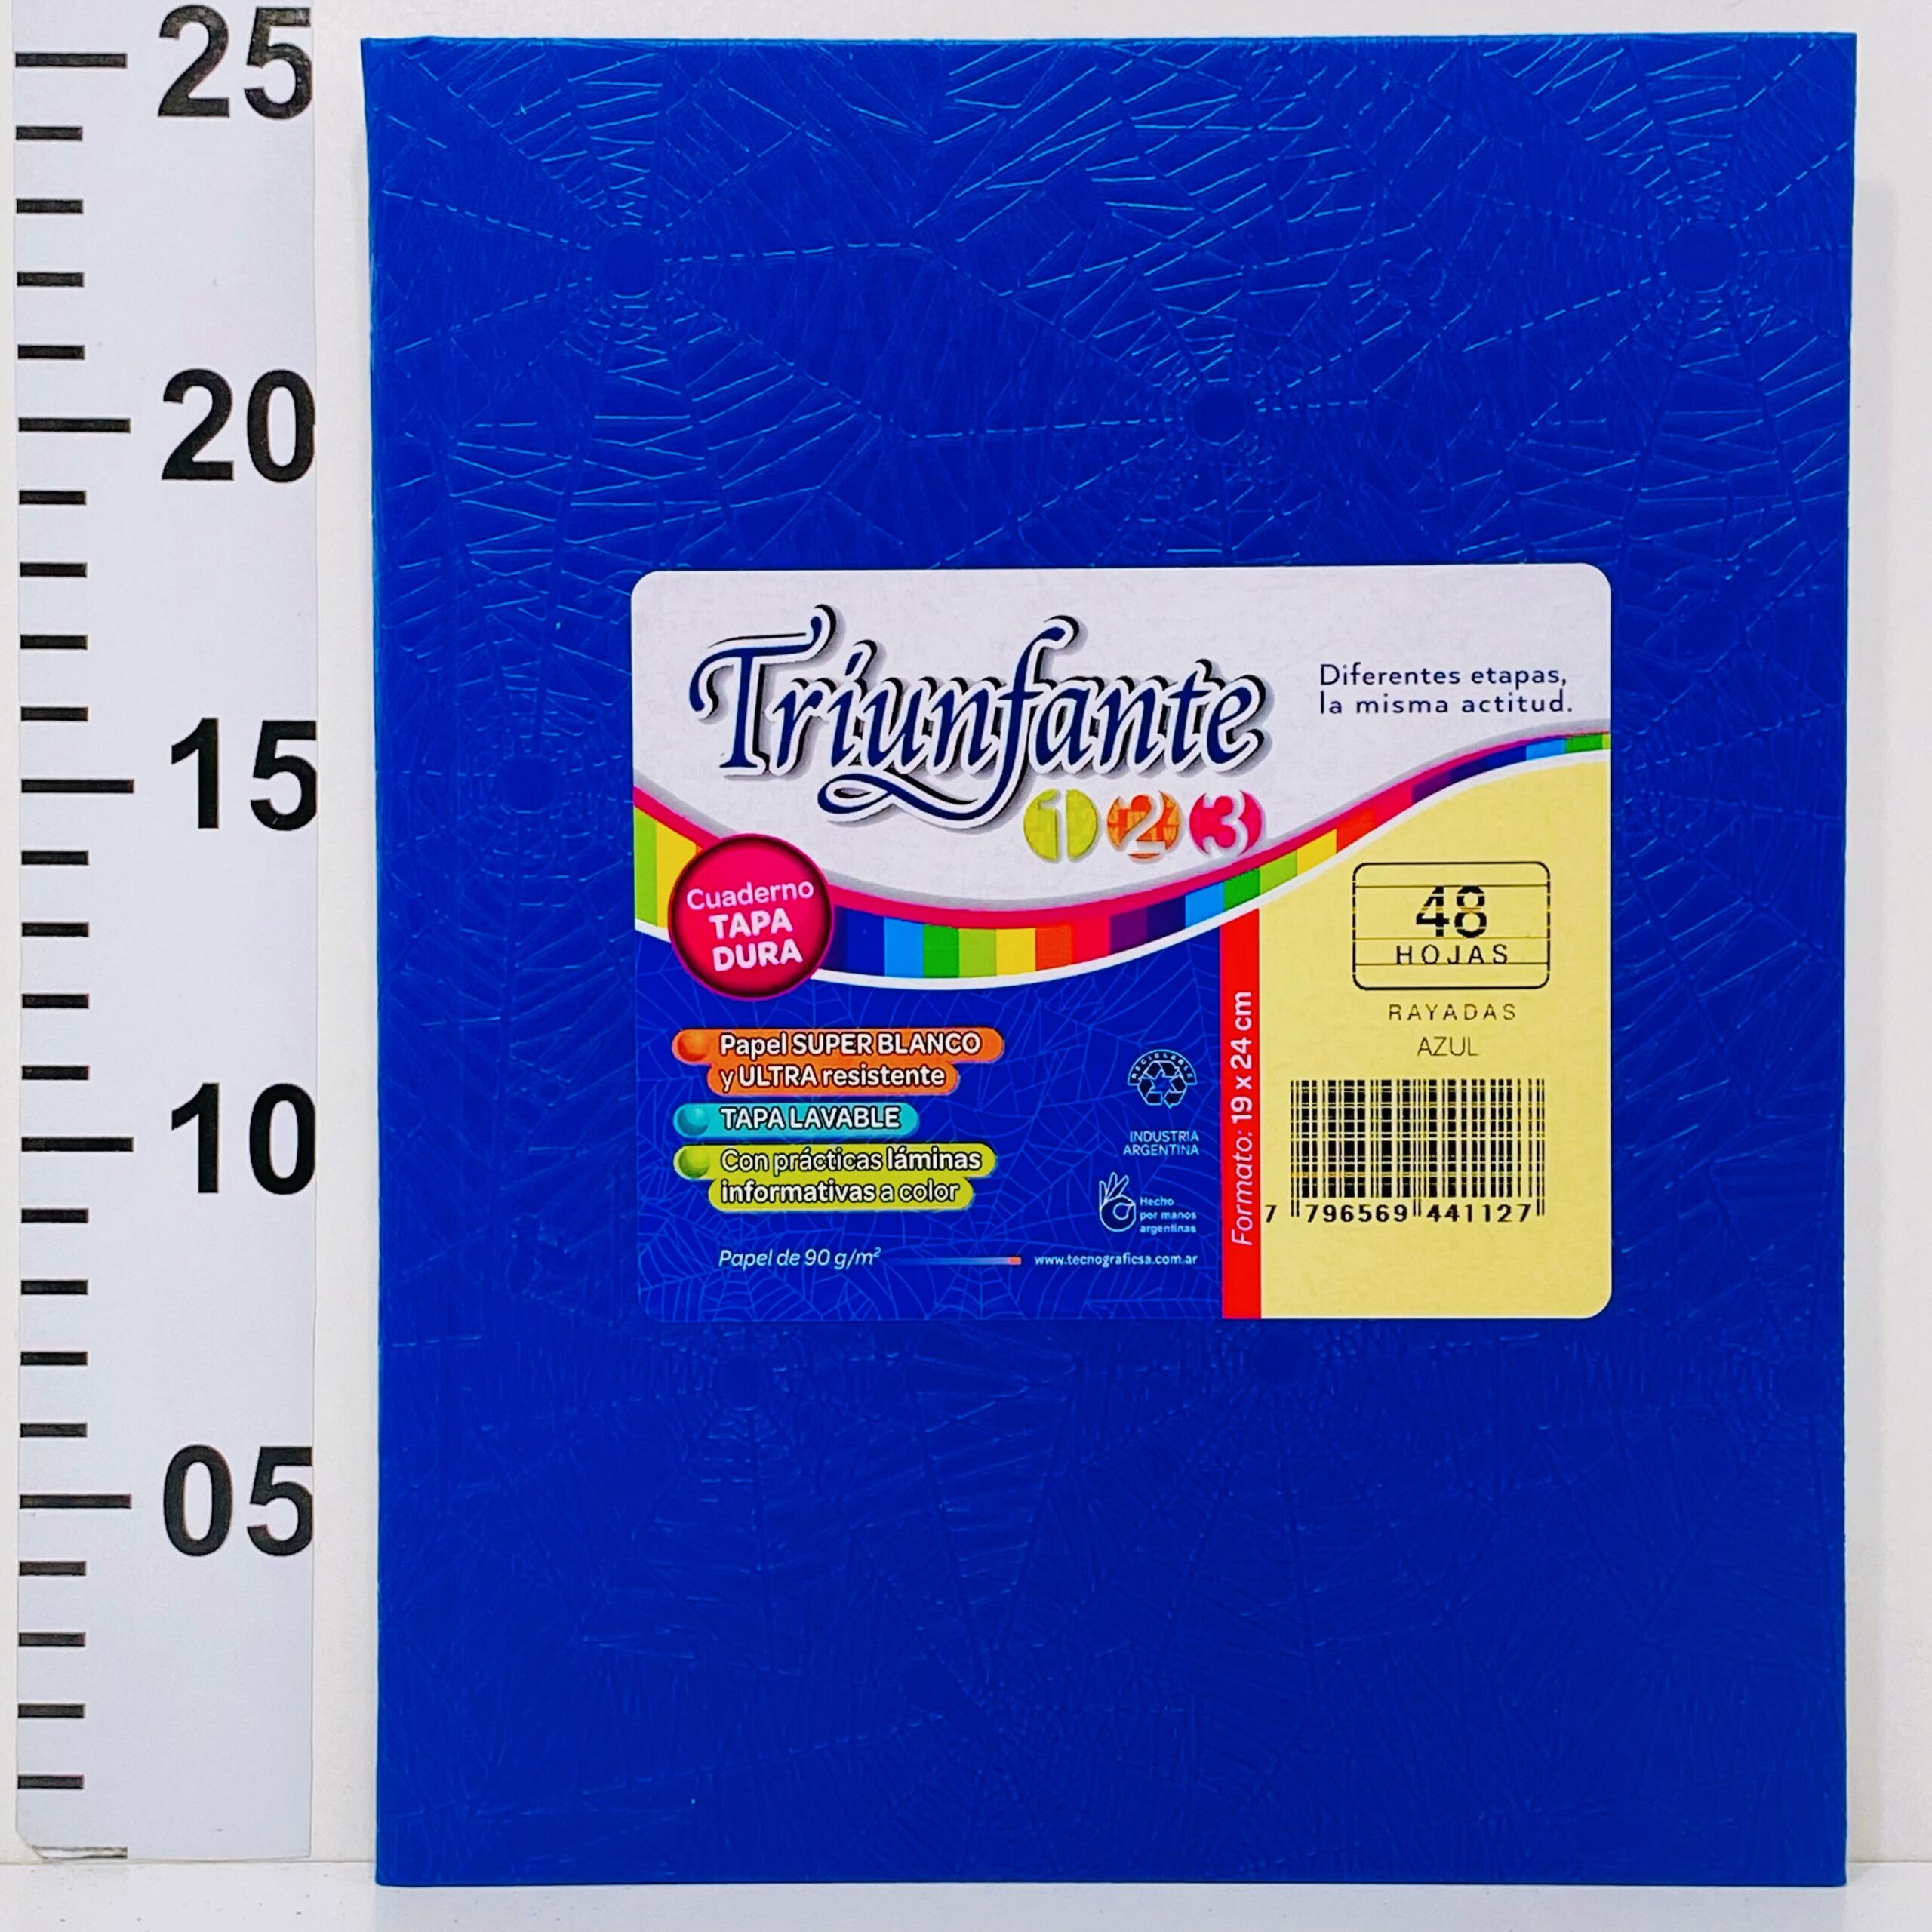 25
20
15
10
05
Triunfante
123
Diferentes etapas,
la misma actitud.
Cuaderno
TAPA
DURA
Papel SUPER BLANCO
y ULTRA resistente
TAPA LAVABLE
Con prácticas láminas
informativas a color
Papel de 90 g/m²
RECICLABLE
INDUSTRIA
ARGENTINA
Hecho
por manos
argentinas
www.tecnograficsa.com.ar
Formato: 19 x 24 cm
48
HOJAS
RAYADAS
AZUL
7 796569 441127